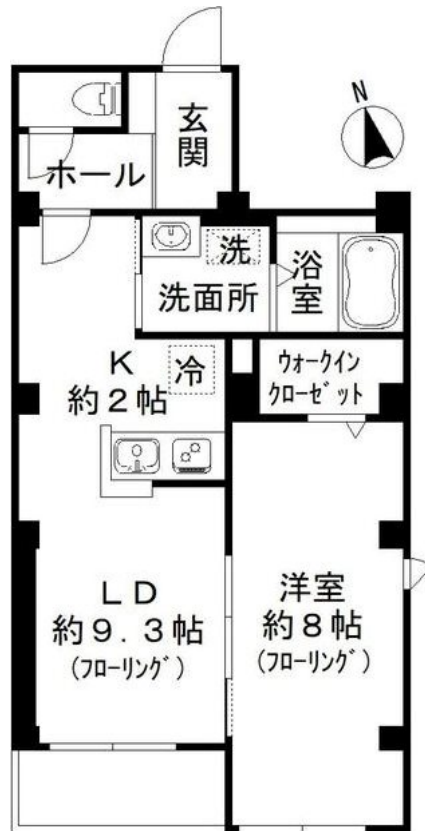 N
玄
関
ホール
洗
洗面所
浴
室
K
約2帖
冷
ウォークイン
クローゼット
LD
約9.3帖
(フローリング)
洋室
約8帖
(フローリング)